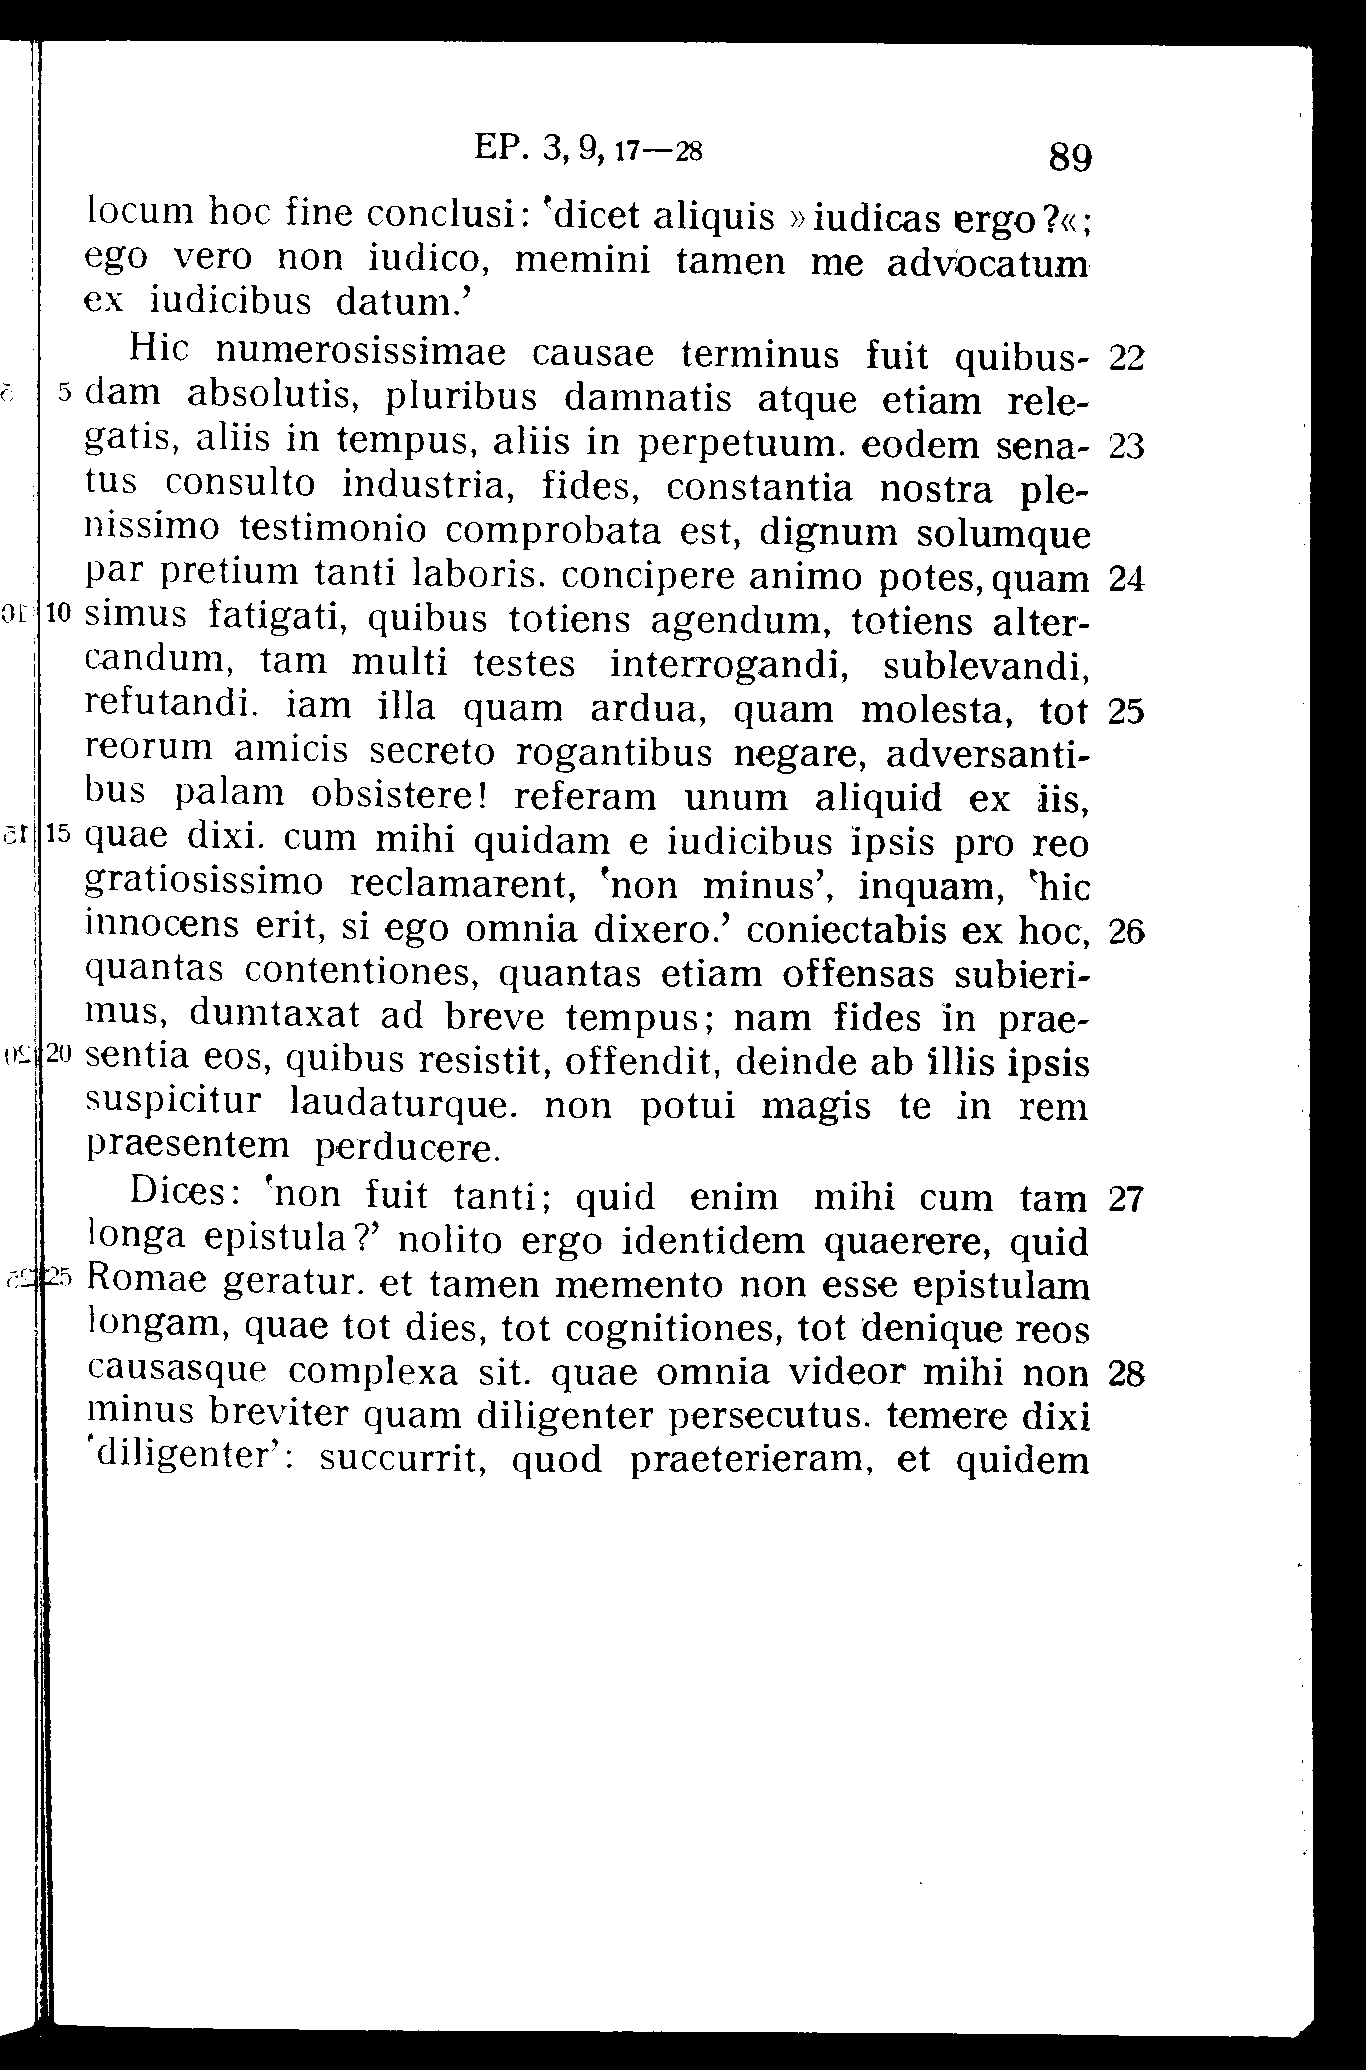 EP. 3, 9, 17—28 89
locum hoc fine conclusi: 'dicet aliquis »iudicas ergo?«;
ego vero non iudico, memini tamen me advocatum
ex iudicibus datum.’
Hic numerosissimae causae terminus fuit quibus- 22
5 dam absolutis, pluribus damnatis atque etiam rele-
gatis, aliis in tempus, aliis in perpetuum. eodem sena- 23
tus consulto industria, fides, constantia nostra ple-
nissimo testimonio comprobata est, dignum solumque
par pretium tanti laboris. concipere animo potes, quam 24
10 simus fatigati, quibus totiens agendum, totiens alter-
candum, tam multi testes interrogandi, sublevandi,
refutandi. iam illa quam ardua, quam molesta, tot 25
reorum amicis secreto rogantibus negare, adversanti-
bus palam obsistere! referam unum aliquid ex iis,
15 quae dixi. cum mihi quidam e iudicibus ipsis pro reo
gratiosissimo reclamarent, 'non minus’, inquam, 'hic
innocens erit, si ego omnia dixero.’ coniectabis ex hoc, 26
quantas contentiones, quantas etiam offensas subieri-
mus, dumtaxat ad breve tempus; nam fides in prae-
20 sentia eos, quibus resistit, offendit, deinde ab illis ipsis
suspicitur laudaturque. non potui magis te in rem
praesentem perducere.
Dices: 'non fuit tanti; quid enim mihi cum tam 27
longa epistula?’ nolito ergo identidem quaerere, quid
25 Romae geratur. et tamen memento non esse epistulam
longam, quae tot dies, tot cognitiones, tot denique reos
causasque complexa sit. quae omnia videor mihi non 28
minus breviter quam diligenter persecutus. temere dixi
'diligenter’: succurrit, quod praeterieram, et quidem